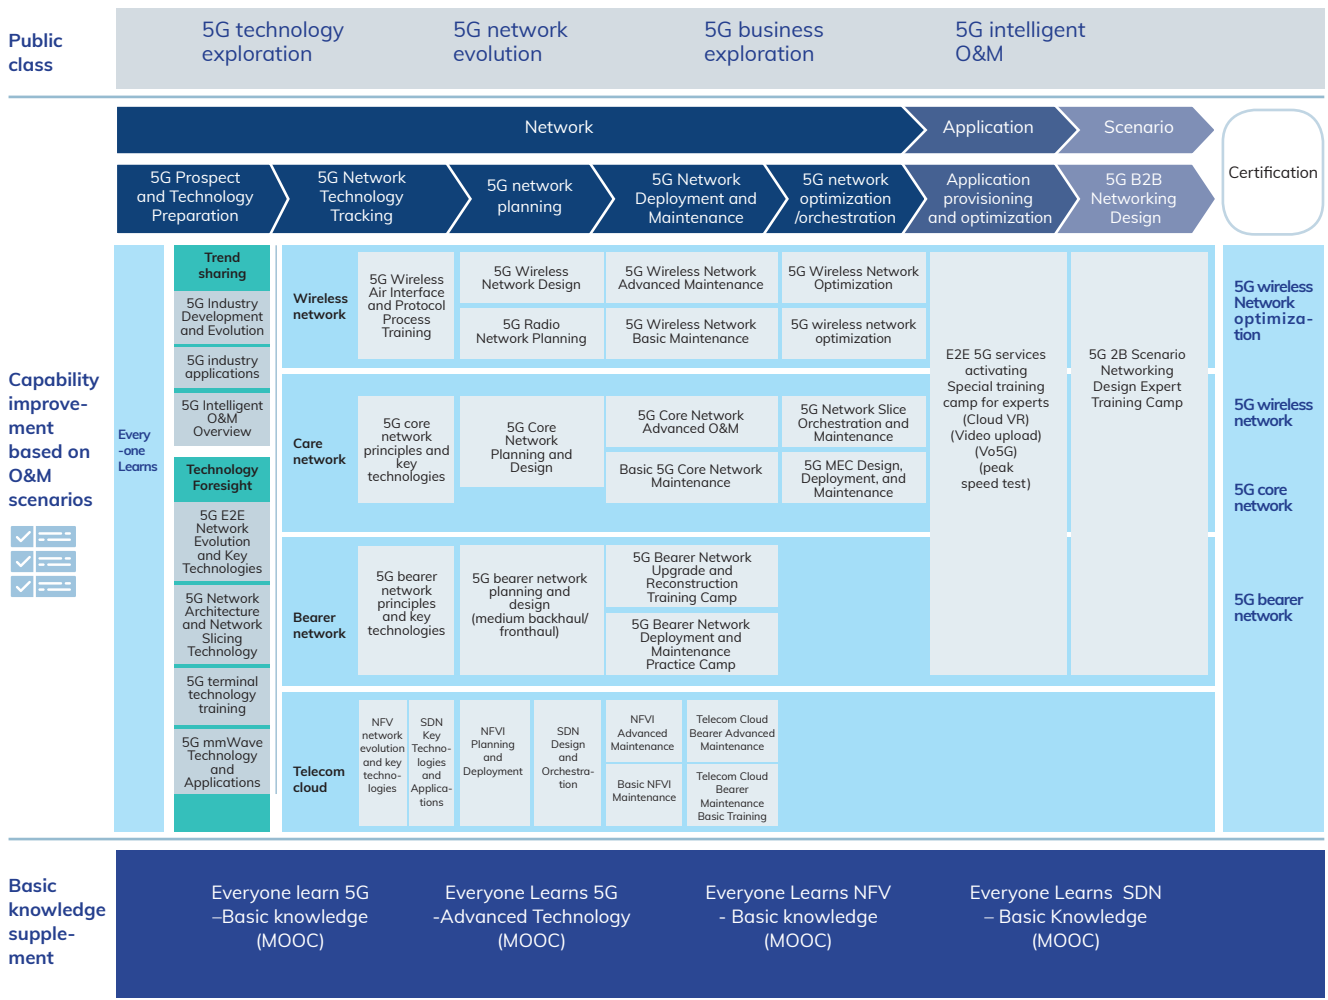 Public
class
5G technology
exploration
5G network
evolution
5G business
exploration
5G intelligent
O&M
Capability
improve-
ment
based on
O&M
scenarios
Network
Application
Scenario
Certification
5G Prospect
and Technology
Preparation
5G Network
Technology
Tracking
5G network
planning
5G Network
Deployment and
Maintenance
5G network
optimization
/orchestration
Application
provisioning
and optimization
5G B2B
Networking
Design
Every
-one
Learns
Trend
sharing
5G Industry
Development
and Evolution
5G industry
applications
5G Intelligent
O&M
Overview
Technology
Foresight
5G E2E
Network
Evolution
and Key
Technologies
5G Network
Architecture
and Network
Slicing
Technology
5G terminal
technology
training
5G mmWave
Technology
and
Applications
Wireless
network
5G Wireless
Air Interface
and Protocol
Process
Training
5G Wireless
Network Design
5G Radio
Network Planning
5G Wireless Network
Advanced Maintenance
5G Wireless Network
Basic Maintenance
5G Wireless Network
Optimization
5G wireless network
optimization
Care
network
5G core
network
principles and
key
technologies
5G Core
Network
Planning and
Design
5G Core Network
Advanced O&M
Basic 5G Core Network
Maintenance
5G Network Slice
Orchestration and
Maintenance
5G MEC Design,
Deployment, and
Maintenance
Bearer
network
5G bearer
network
principles
and key
technologies
5G bearer network
planning and
design
(medium backhaul/
fronthaul)
5G Bearer Network
Upgrade and
Reconstruction
Training Camp
5G Bearer Network
Deployment and
Maintenance
Practice Camp
Telecom
cloud
NFV
network
evolution
and key
techno-
logies
SDN
Key
Techno-
logies
and
Applica-
tions
NFVI
Planning
and
Deployment
SDN
Design
and
Orchestra-
tion
NFVI
Advanced
Maintenance
Basic NFVI
Maintenance
Telecom Cloud
Bearer Advanced
Maintenance
Telecom Cloud
Bearer
Maintenance
Basic Training
E2E 5G services
activating
Special training
camp for experts
(Cloud VR)
(Video upload)
(Vo5G)
(peak
speed test)
5G 2B Scenario
Networking
Design Expert
Training Camp
5G wireless
Network
optimiza-
tion
5G wireless
network
5G core
network
5G bearer
network
Basic
knowledge
supple-
ment
Everyone learn 5G
–Basic knowledge
(MOOC)
Everyone Learns 5G
-Advanced Technology
(MOOC)
Everyone Learns NFV
- Basic knowledge
(MOOC)
Everyone Learns  SDN
– Basic Knowledge
(MOOC)